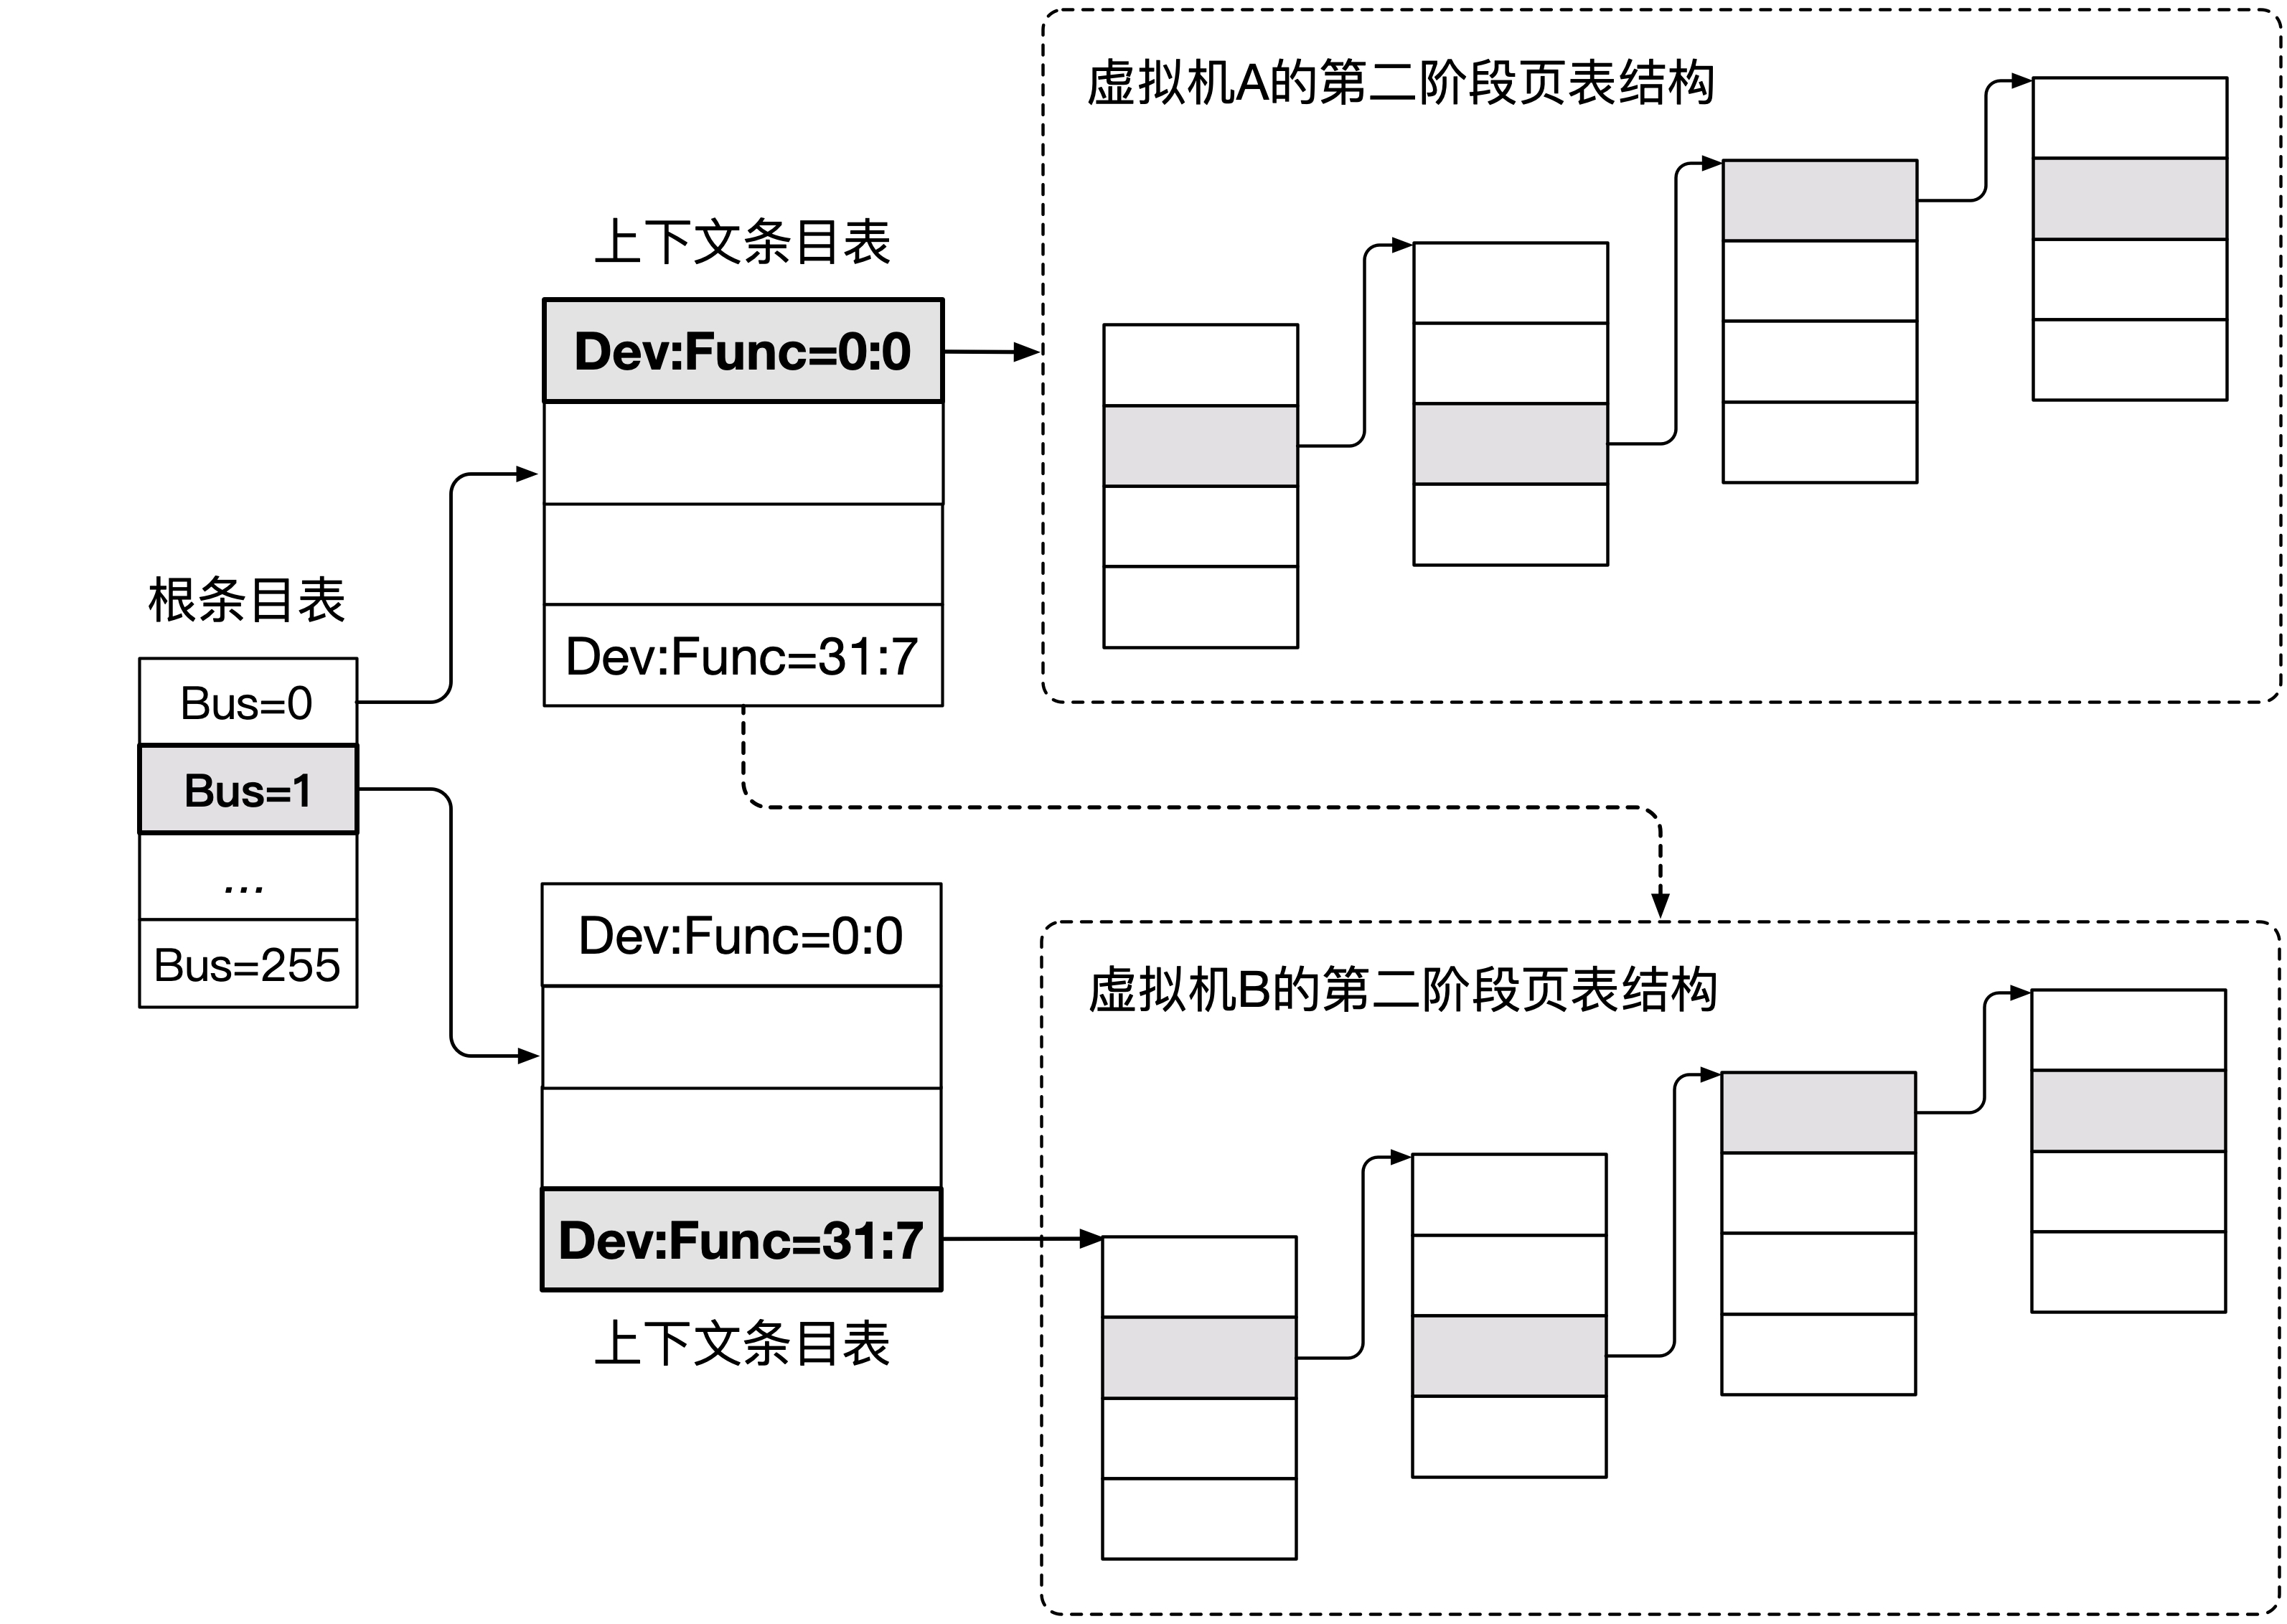 虚拟机A的第二阶段页表结构
上下文条目表
Dev:Func=0:0
Dev:Func=31:7
根条目表
Bus=0
Bus=1
...
Bus=255
Dev:Func=0:0
Dev:Func=31:7
上下文条目表
虚拟机B的第二阶段页表结构